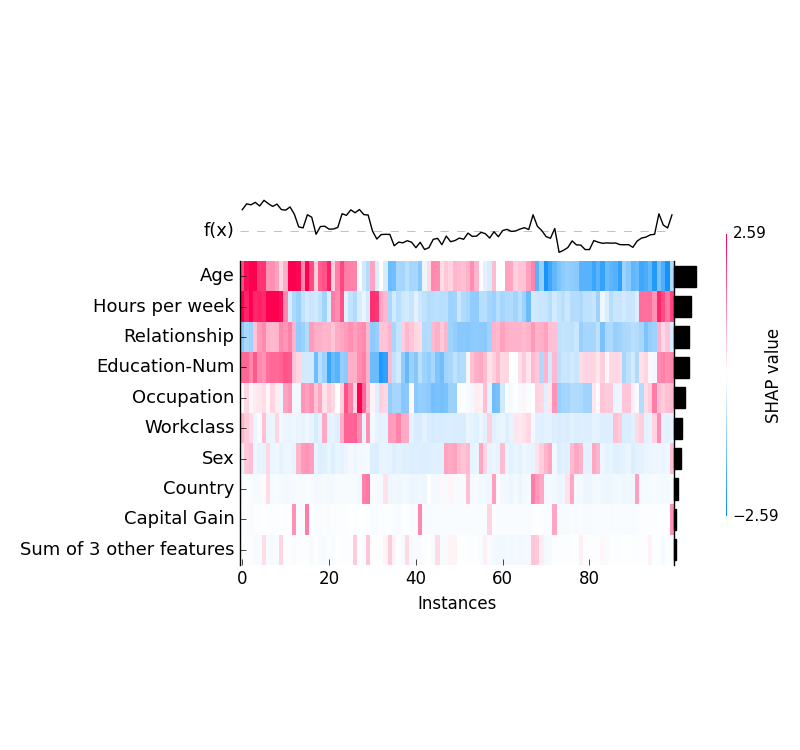 f(x)
Age
Hours per week
Relationship
Education-Num
Occupation
Workclass
Sex
Country
Capital Gain
Sum of 3 other features
0 20 40 60 80
Instances
2.59
SHAP value
−2.59